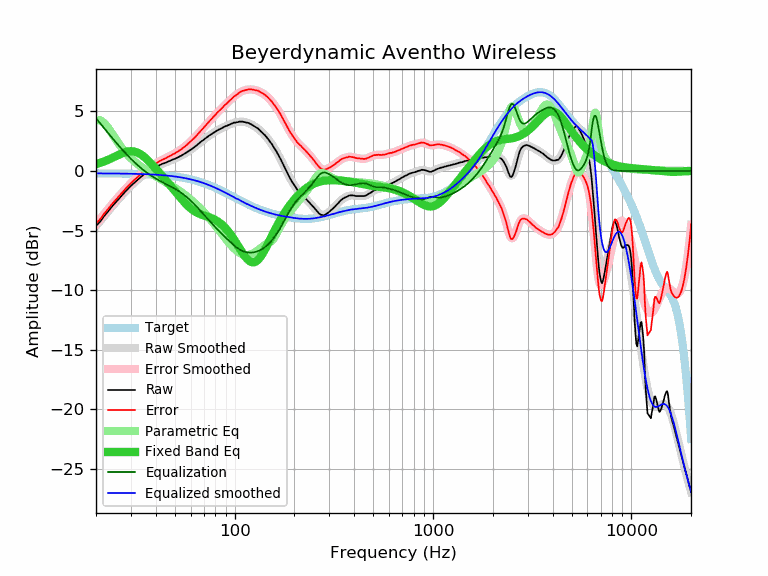 Beyerdynamic Aventho Wireless
Amplitude (dBr)
5
0
−5
−10
−15
−20
−25
Target
Raw Smoothed
Error Smoothed
Raw
Error
Parametric Eq
Fixed Band Eq
Equalization
Equalized smoothed
100
1000
10000
Frequency (Hz)